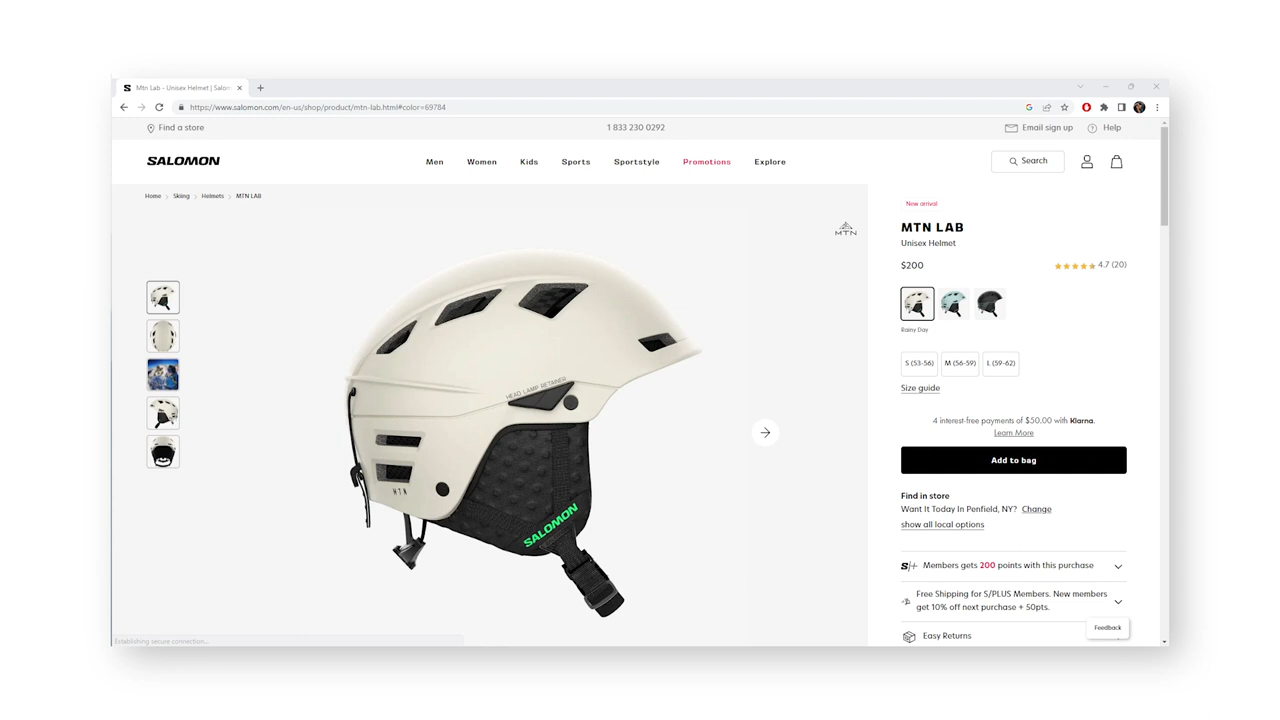 Mtn Lab - Unisex Helmet | Salom
https://www.salomon.com/en-us/shop/product/mtn-lab.html#color=69784
Find a store
1 833 230 0292
Email sign up
Help
SALOMON
Men
Women
Kids
Sports
Sportstyle
Promotions
Explore
Search
Home
Skiing
Helmets
MTN LAB
MTN
HEAD LAMP RETAINER
MTN
SALOMON
New arrival
MTN LAB
Unisex Helmet
$200
4.7 (20)
Rainy Day
S (53-56)
M (56-59)
L (59-62)
Size guide
4 interest-free payments of $50.00 with Klarna.
Learn More
Add to bag
Find in store
Want It Today In Penfield, NY? Change
show all local options
S/+ Members gets 200 points with this purchase
Free Shipping for S/PLUS Members. New members
get 10% off next purchase + 50pts.
Feedback
Easy Returns
Establishing secure connection...